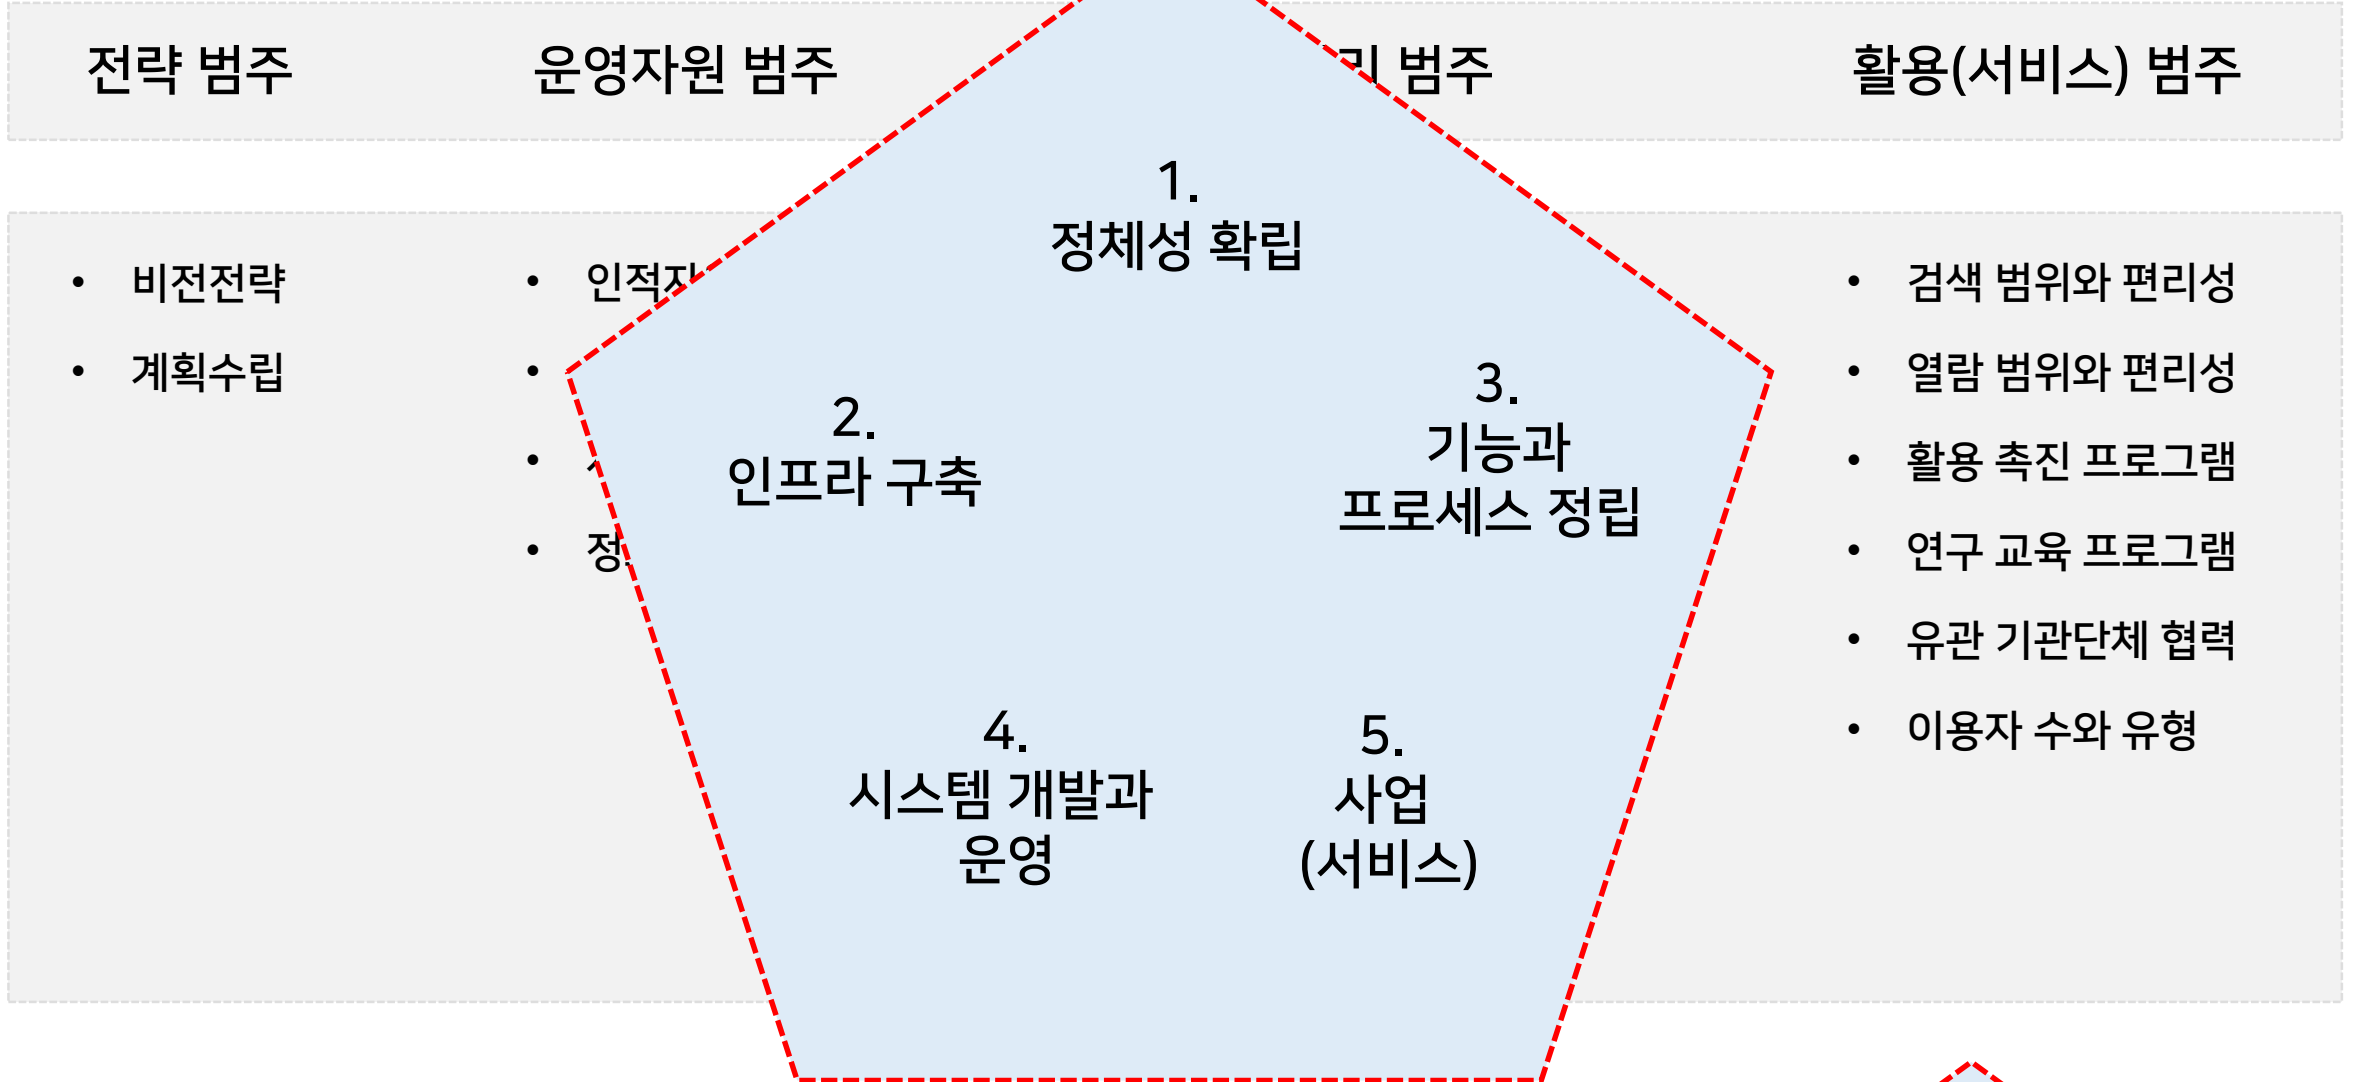 전략 범주
운영자원 범주
범주
활용(서비스) 범주
• 비전전략
• 계획수립
1.
정체성 확립
2.
인프라 구축
3.
기능과
프로세스 정립
4.
시스템 개발과
운영
5.
사업
(서비스)
• 검색 범위와 편리성
• 열람 범위와 편리성
• 활용 촉진 프로그램
• 연구 교육 프로그램
• 유관 기관단체 협력
• 이용자 수와 유형